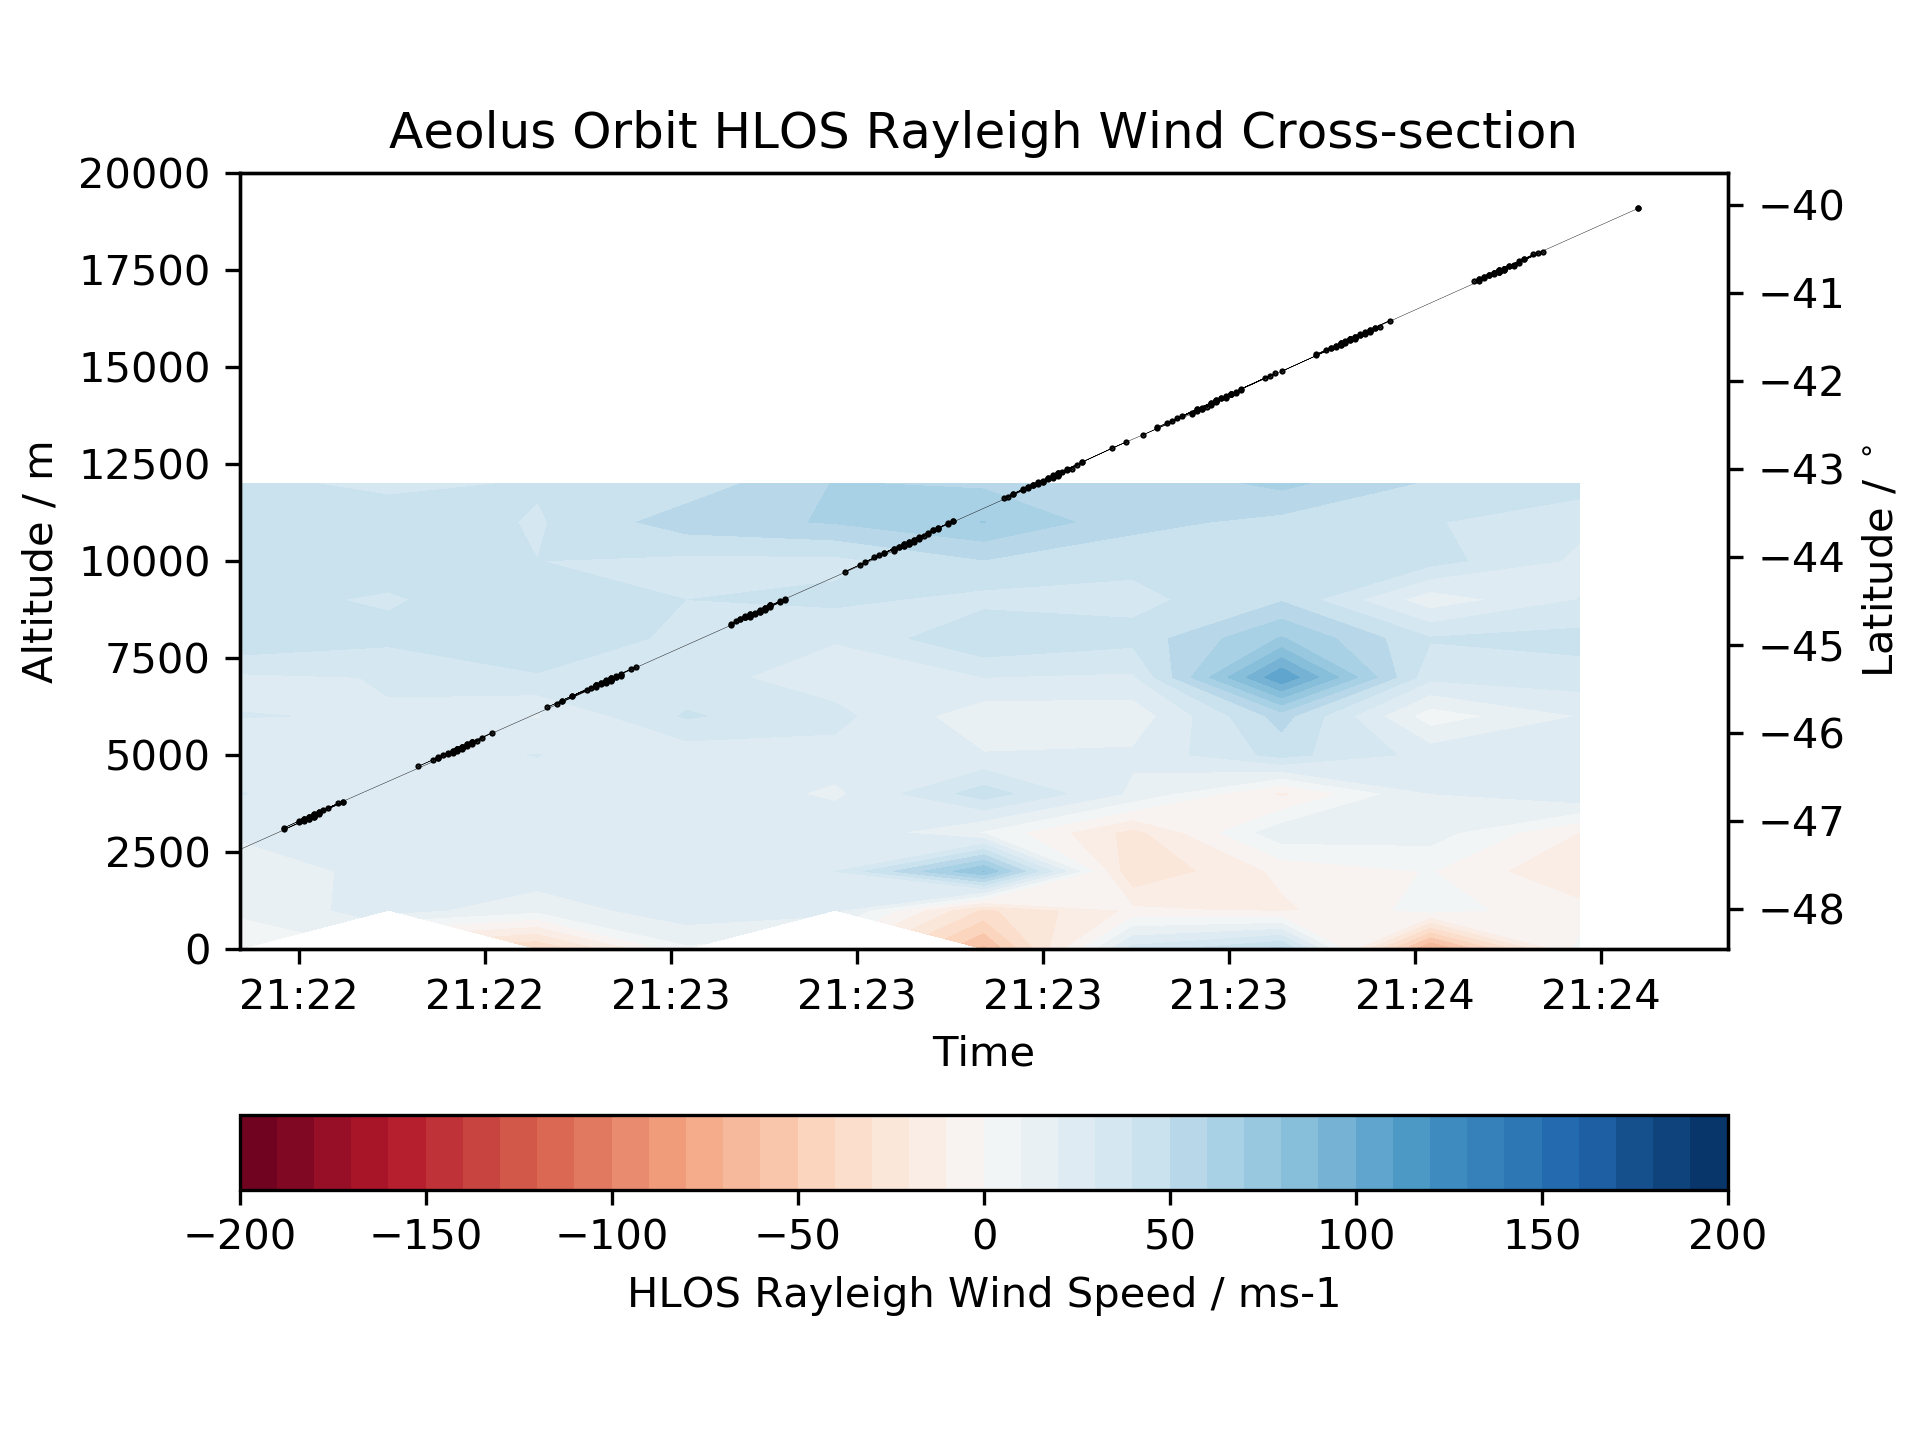 Aeolus Orbit HLOS Rayleigh Wind Cross-section
20000
17500
15000
12500
10000
7500
5000
2500
0
Altitude / m
−40
−41
−42
−43
−44
−45
−46
−47
−48
Latitude / °
21:22 21:22 21:23 21:23 21:23 21:23 21:24 21:24
Time
−200 −150 −100 −50 0 50 100 150 200
HLOS Rayleigh Wind Speed / ms-1